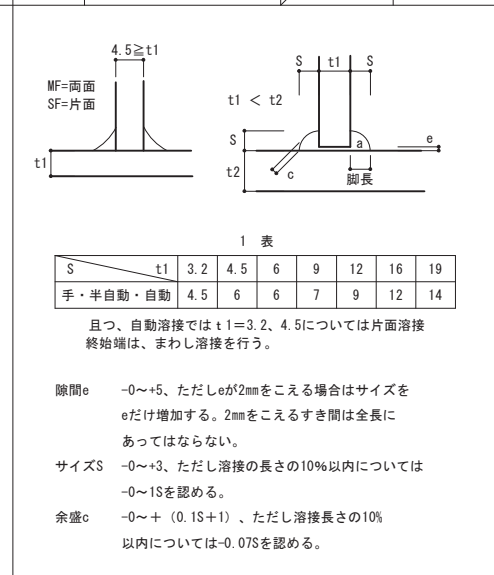 4.5≧t1
MF=両面
SF=片面
t1
S t1 S
t1 < t2
S
a
e
t2
c
脚長
1 表
S t1 3.2 4.5 6 9 12 16 19
手・半自動・自動 4.5 6 6 7 9 12 14
且つ、自動溶接ではt1=3.2、4.5については片面溶接
終始端は、まわし溶接を行う。
隙間e -0～+5、ただしeが2㎜をこえる場合はサイズを
eだけ増加する。2㎜をこえるすき間は全長に
あってはならない。
サイズS -0～+3、ただし溶接の長さの10%以内については
-0～1Sを認める。
余盛c -0～+（0.1S+1）、ただし溶接長さの10%
以内については-0.07Sを認める。